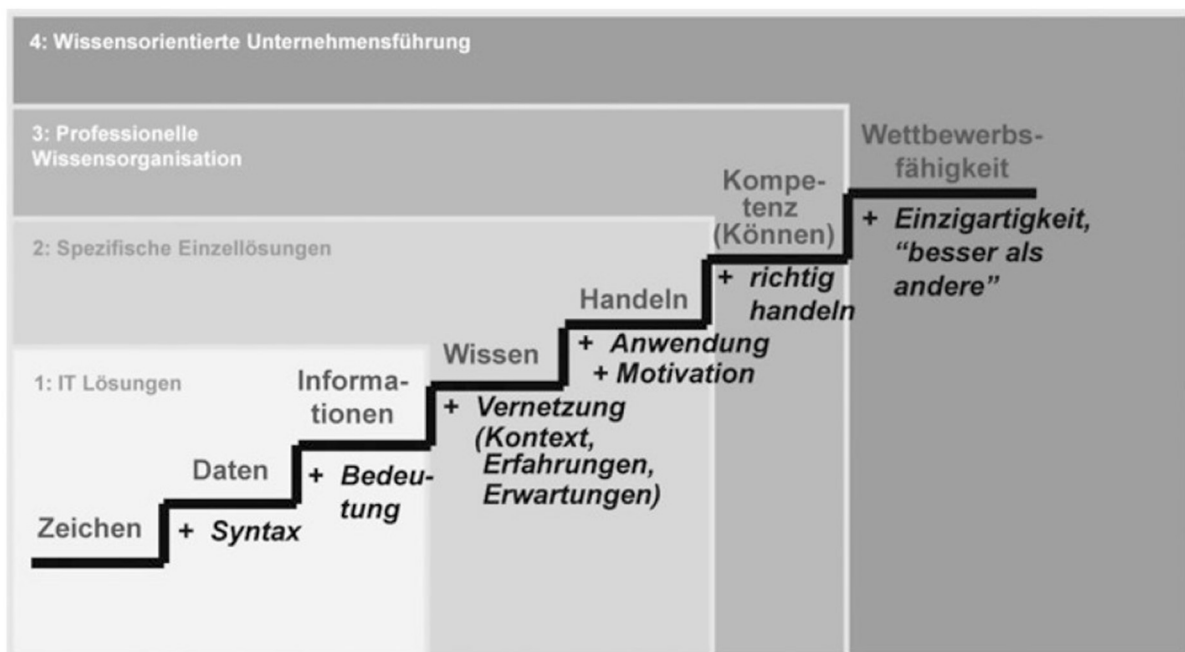 4: Wissensorientierte Unternehmensführung
3: Professionelle
Wissensorganisation
2: Spezifische Einzellösungen
1: IT Lösungen
Zeichen
Daten
+ Syntax
Informa-
tionen
+ Bedeu-
tung
Wissen
+ Vernetzung
(Kontext,
Erfahrungen,
Erwartungen)
Handeln
+ Anwendung
+ Motivation
Kompe-
tenz
(Können)
+ richtig
handeln
Wettbewerbs-
fähigkeit
+ Einzigartigkeit,
“besser als
andere”